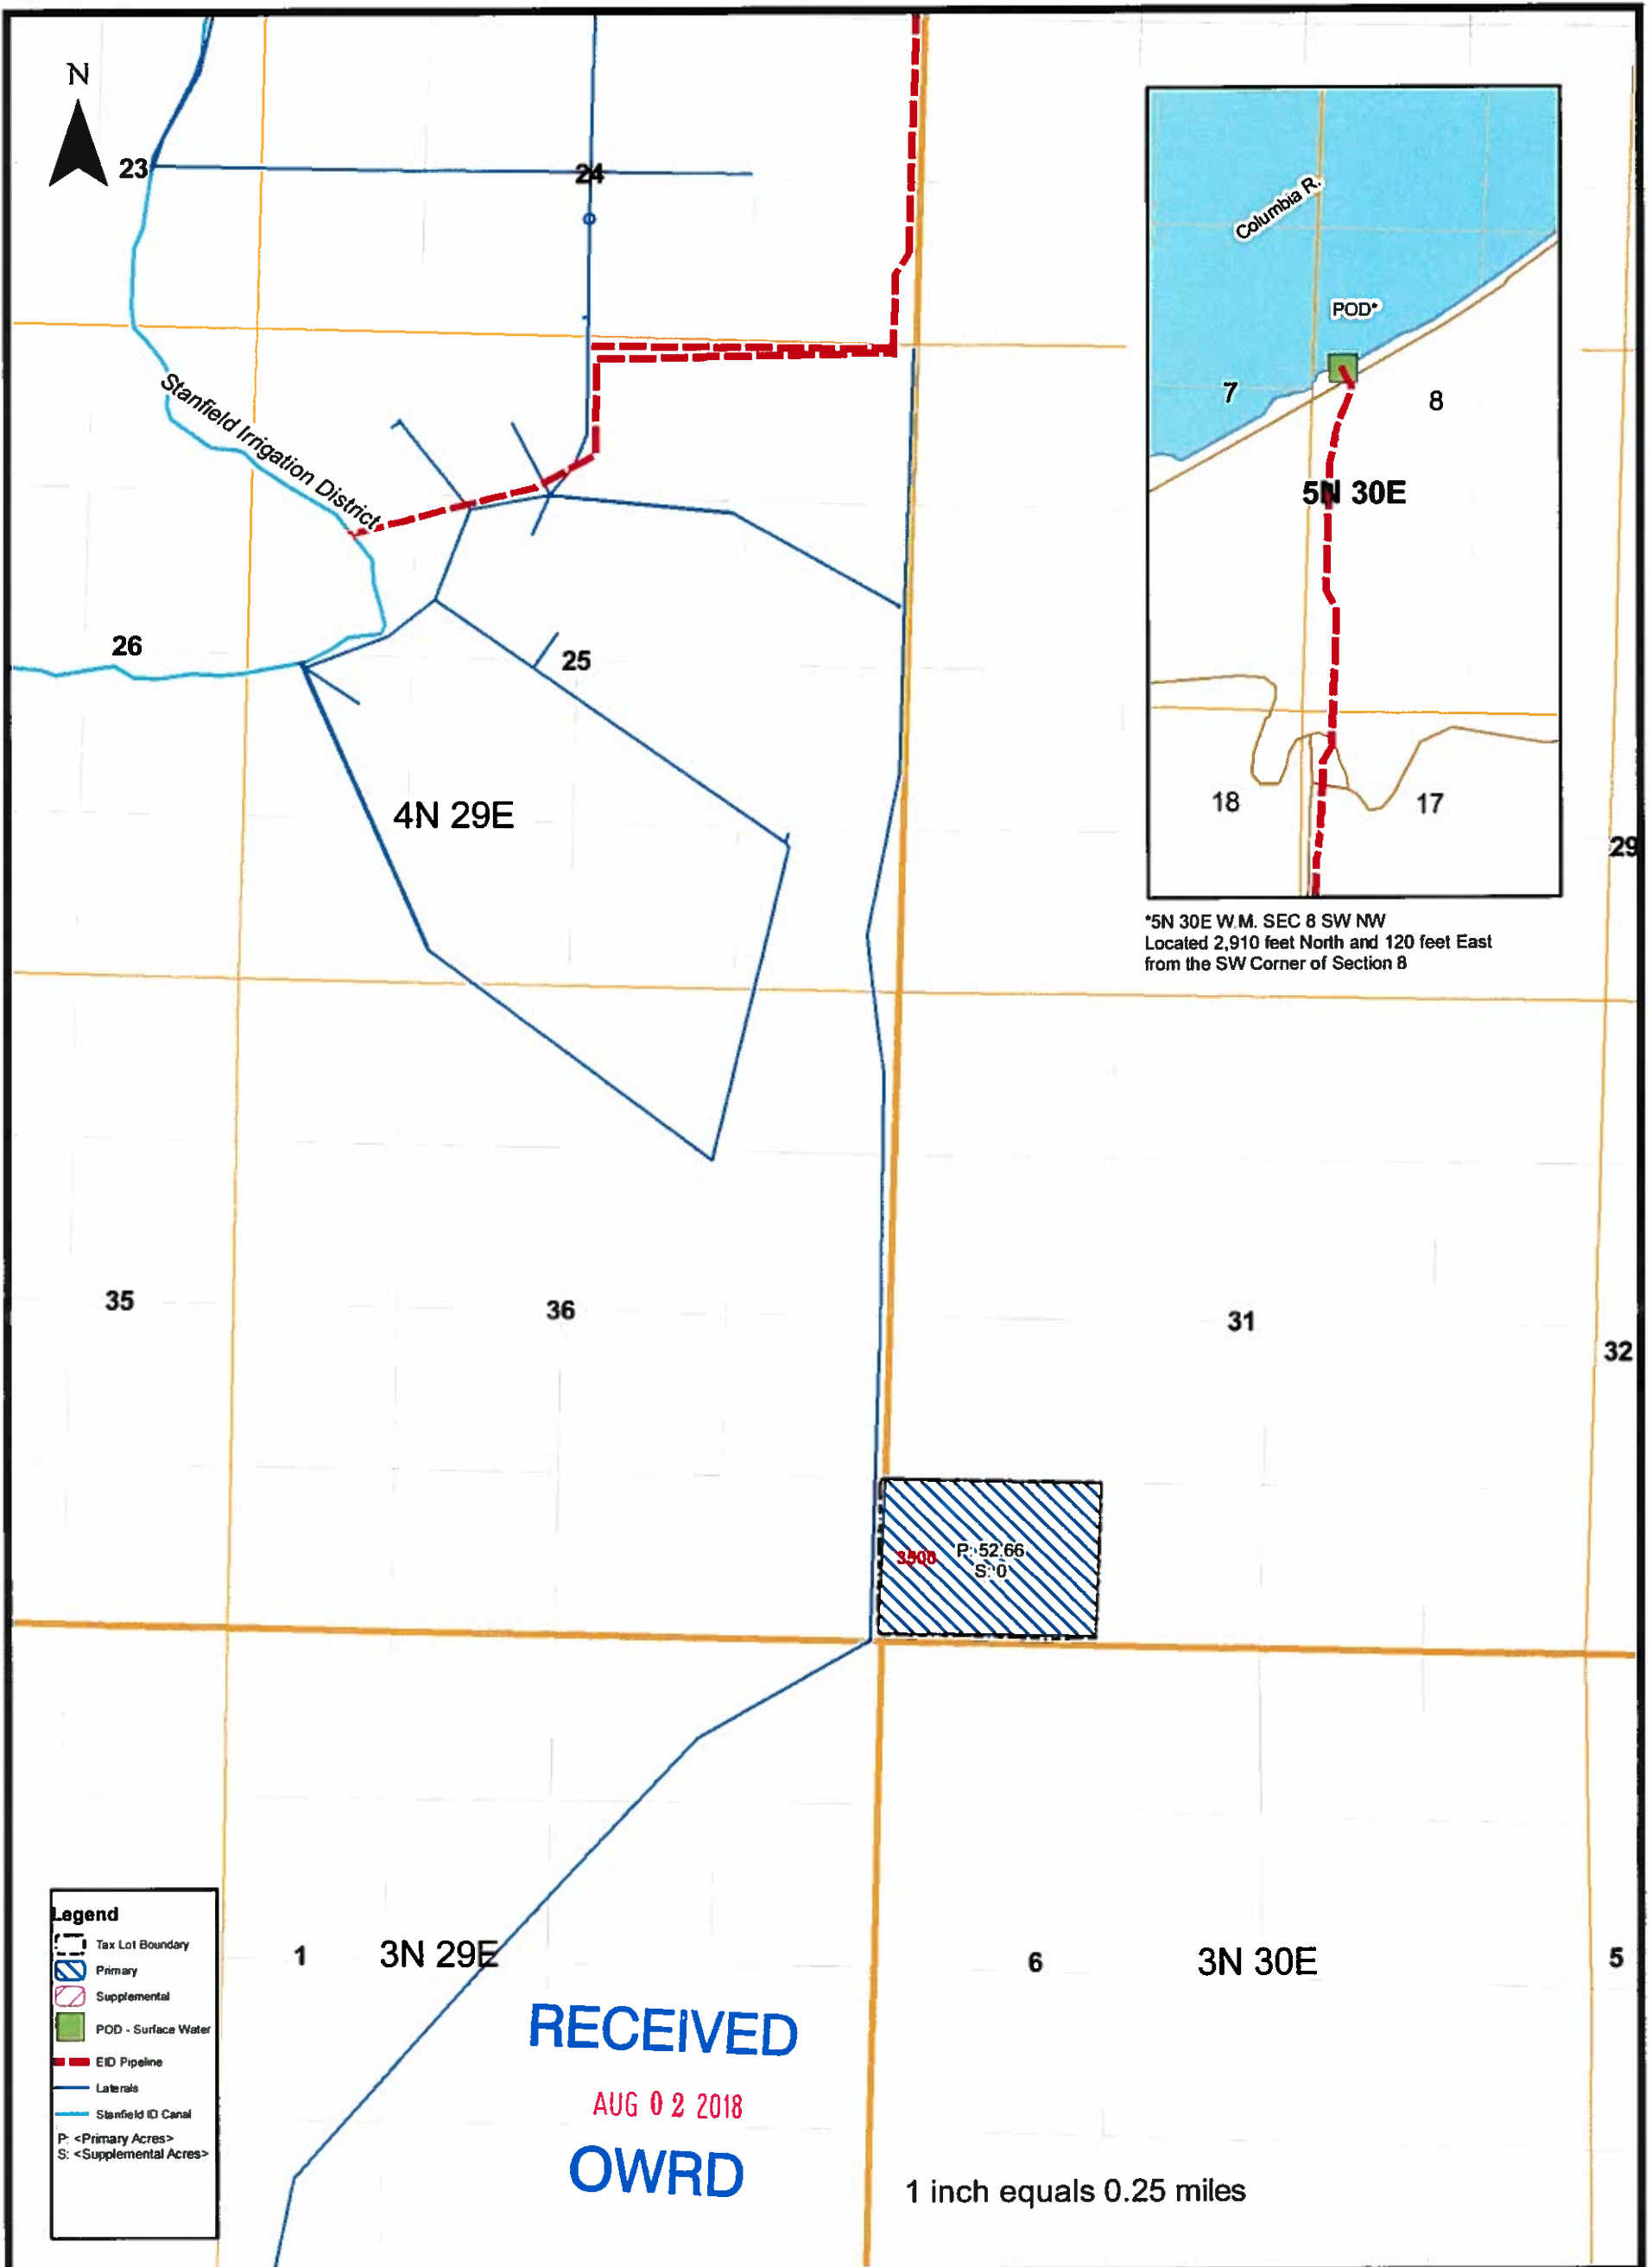 N
23
24
Columbia R.
POD*
7
8
5N 30E
18
17
Stanfield Irrigation District
26
25
4N 29E
29
*5N 30E W.M. SEC 8 SW NW
Located 2,910 feet North and 120 feet East
from the SW Corner of Section 8
35
36
31
32
3500
P: 52.66
S: 0
Legend
Tax Lot Boundary
Primary
Supplemental
POD - Surface Water
EID Pipeline
Laterals
Stanfield ID Canal
P: <Primary Acres>
S: <Supplemental Acres>
1
3N 29E
6
3N 30E
5
RECEIVED
AUG 02 2018
OWRD
1 inch equals 0.25 miles